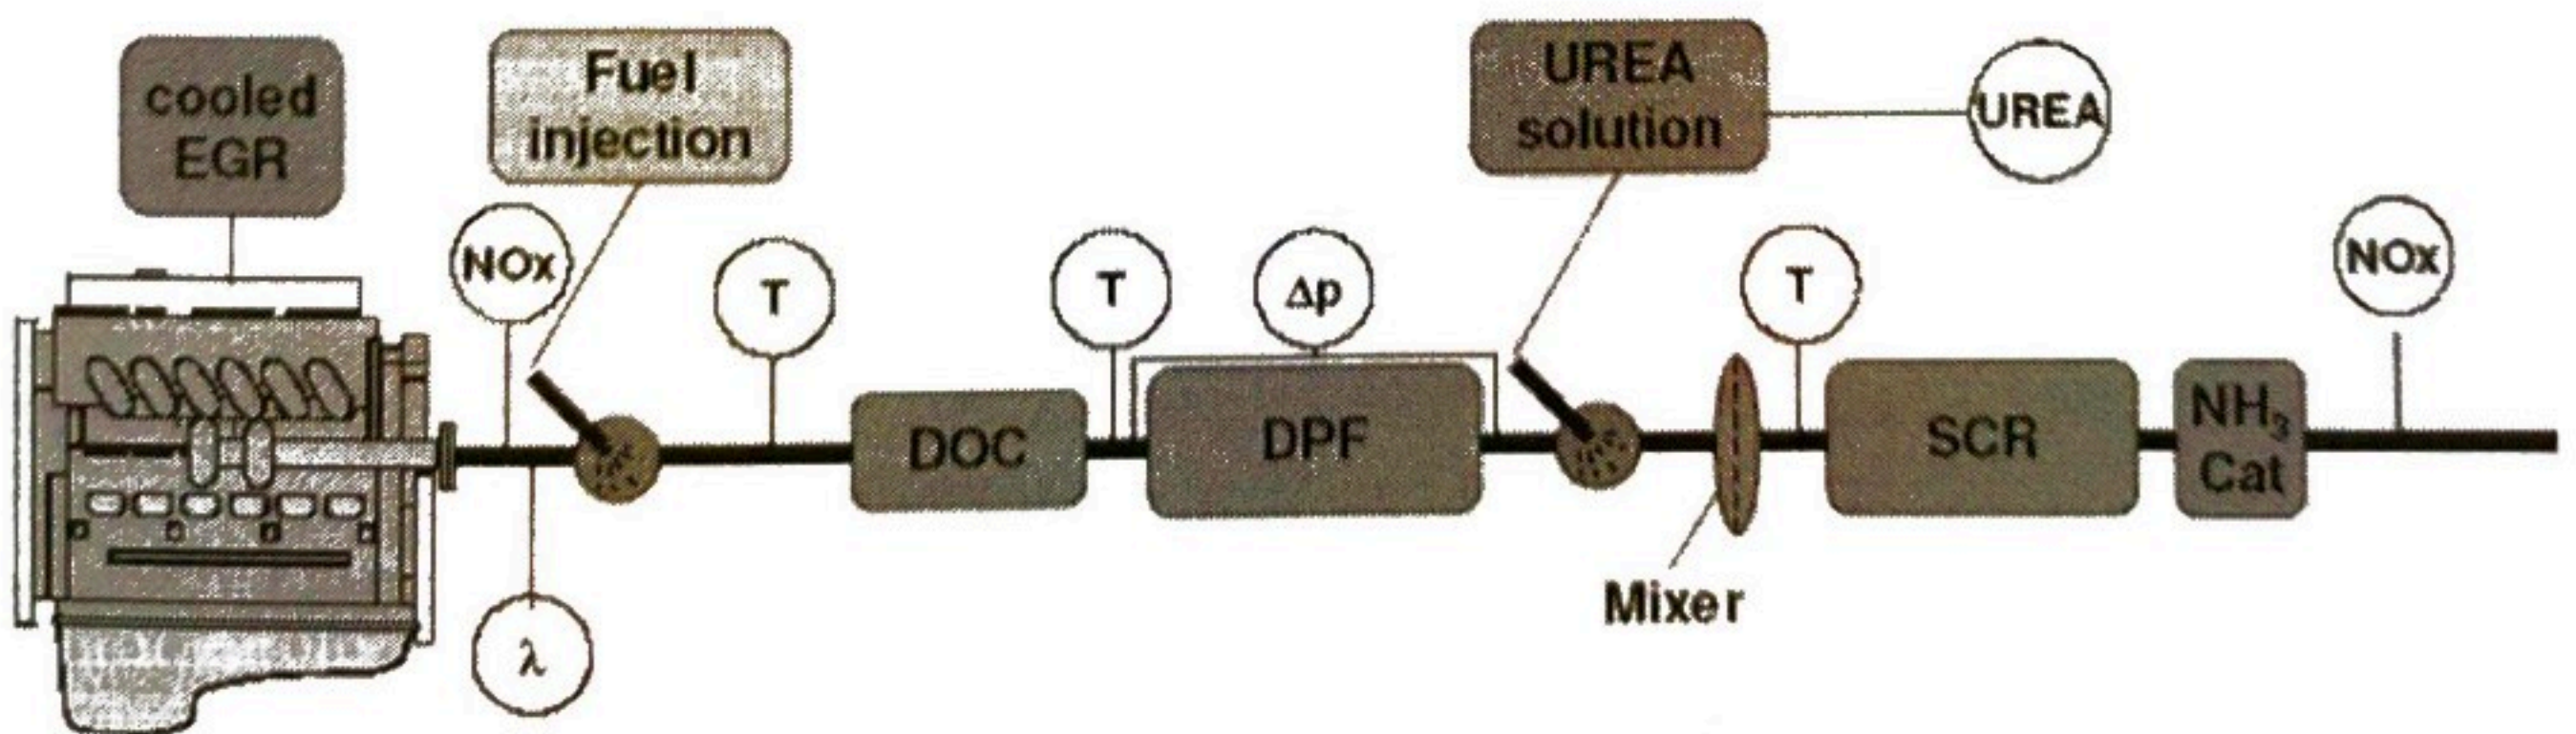 cooled
EGR
Fuel
injection
UREA
solution
UREA
NOx
T
T
Δp
T
NOx
DOC
DPF
SCR
NH₃
Cat
Mixer
λ